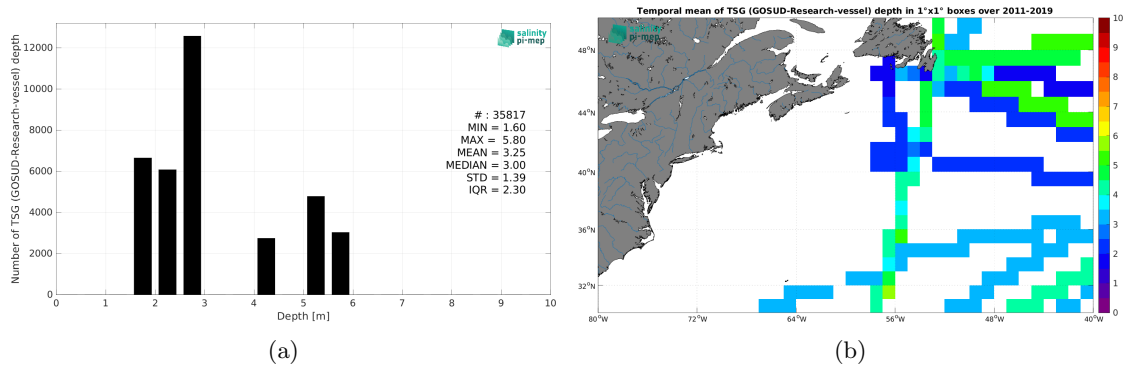 Number of TSG (GOSUD-Research-vessel) depth
12000
10000
8000
6000
4000
2000
0
0 1 2 3 4 5 6 7 8 9 10
Depth [m]
salinity
pi-mep
# : 35817
MIN = 1.60
MAX = 5.80
MEAN = 3.25
MEDIAN = 3.00
STD = 1.39
IQR = 2.30
(a)
Temporal mean of TSG (GOSUD-Research-vessel) depth in 1°x1° boxes over 2011-2019
salinity
pi-mep
48°N
44°N
40°N
36°N
32°N
80°W 72°W 64°W 56°W 48°W 40°W
10
9
8
7
6
5
4
3
2
1
0
(b)